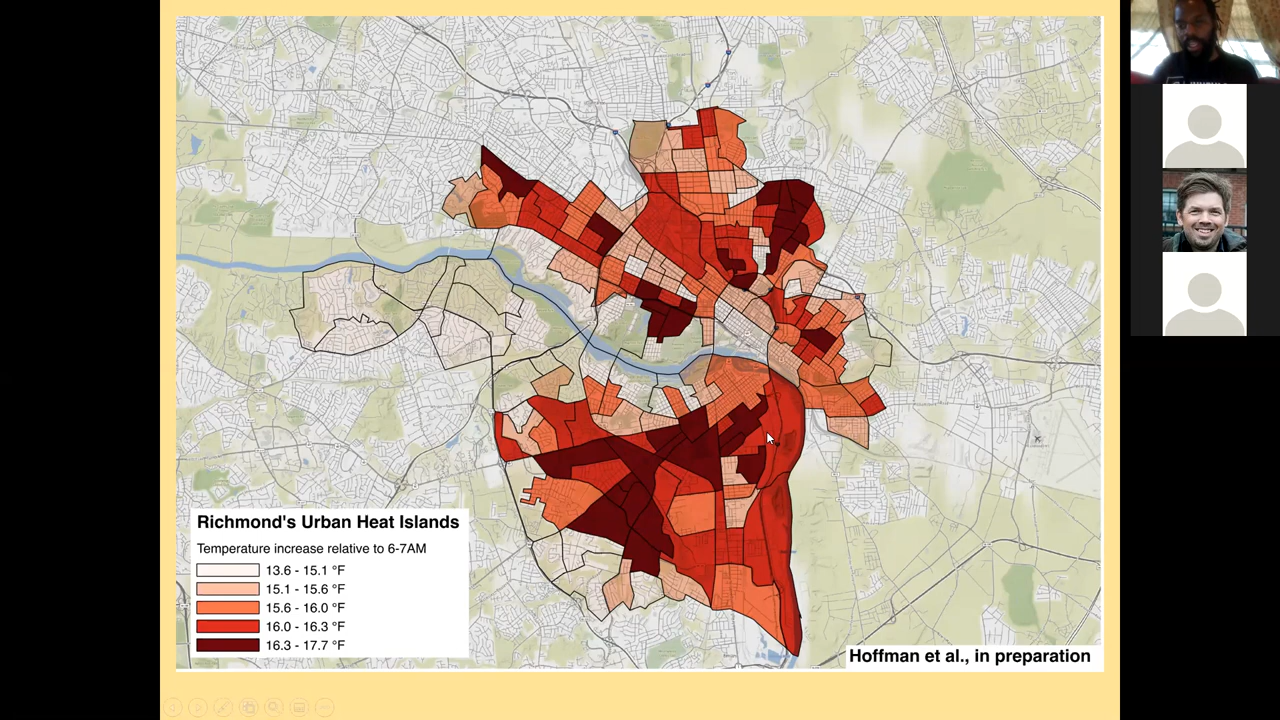 Richmond's Urban Heat Islands
Temperature increase relative to 6-7AM
13.6 - 15.1 °F
15.1 - 15.6 °F
15.6 - 16.0 °F
16.0 - 16.3 °F
16.3 - 17.7 °F
Hoffman et al., in preparation